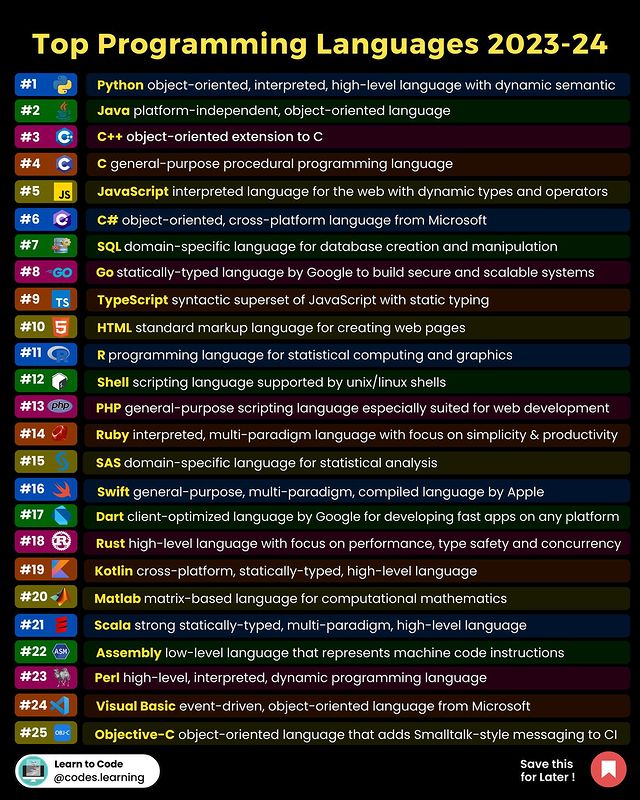 Top Programming Languages 2023-24
#1 Python object-oriented, interpreted, high-level language with dynamic semantic
#2 Java platform-independent, object-oriented language
#3 C++ object-oriented extension to C
#4 C general-purpose procedural programming language
#5 JS JavaScript interpreted language for the web with dynamic types and operators
#6 C# object-oriented, cross-platform language from Microsoft
#7 SQL domain-specific language for database creation and manipulation
#8 GO Go statically-typed language by Google to build secure and scalable systems
#9 TS TypeScript syntactic superset of JavaScript with static typing
#10 5 HTML standard markup language for creating web pages
#11 R R programming language for statistical computing and graphics
#12 Shell scripting language supported by unix/linux shells
#13 php PHP general-purpose scripting language especially suited for web development
#14 Ruby interpreted, multi-paradigm language with focus on simplicity & productivity
#15 SAS domain-specific language for statistical analysis
#16 Swift general-purpose, multi-paradigm, compiled language by Apple
#17 Dart client-optimized language by Google for developing fast apps on any platform
#18 R Rust high-level language with focus on performance, type safety and concurrency
#19 Kotlin cross-platform, statically-typed, high-level language
#20 Matlab matrix-based language for computational mathematics
#21 Scala strong statically-typed, multi-paradigm, high-level language
#22 ASM Assembly low-level language that represents machine code instructions
#23 Perl high-level, interpreted, dynamic programming language
#24 Visual Basic event-driven, object-oriented language from Microsoft
#25 OBJ-C Objective-C object-oriented language that adds Smalltalk-style messaging to Cl
Learn to Code
@codes.learning
Save this
for Later !